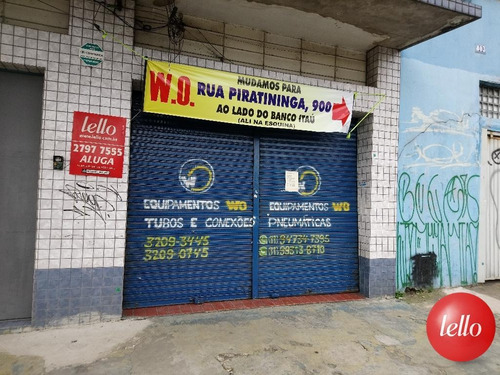 MUDAMOS PARA
W.O. RUA PIRATININGA, 900
AO LADO DO BANCO ITAÚ
(ALI NA ESQUINA)
lello
2797 7555
ALUGA
EQUIPAMENTOS WO
TUBOS E CONEXÕES
3209-3445
3209-0745
EQUIPAMENTOS WO
PNEUMÁTICAS
lello